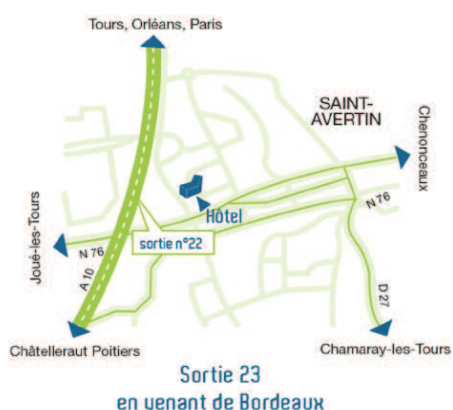 Tours, Orléans, Paris
SAINT-
AVERTIN
Chenonceaux
Hôtel
N 76
sortie n°22
Joué-les-Tours
N 76
A 10
D 27
Châtelleraut Poitiers
Chamaray-les-Tours
Sortie 23
en venant de Bordeaux